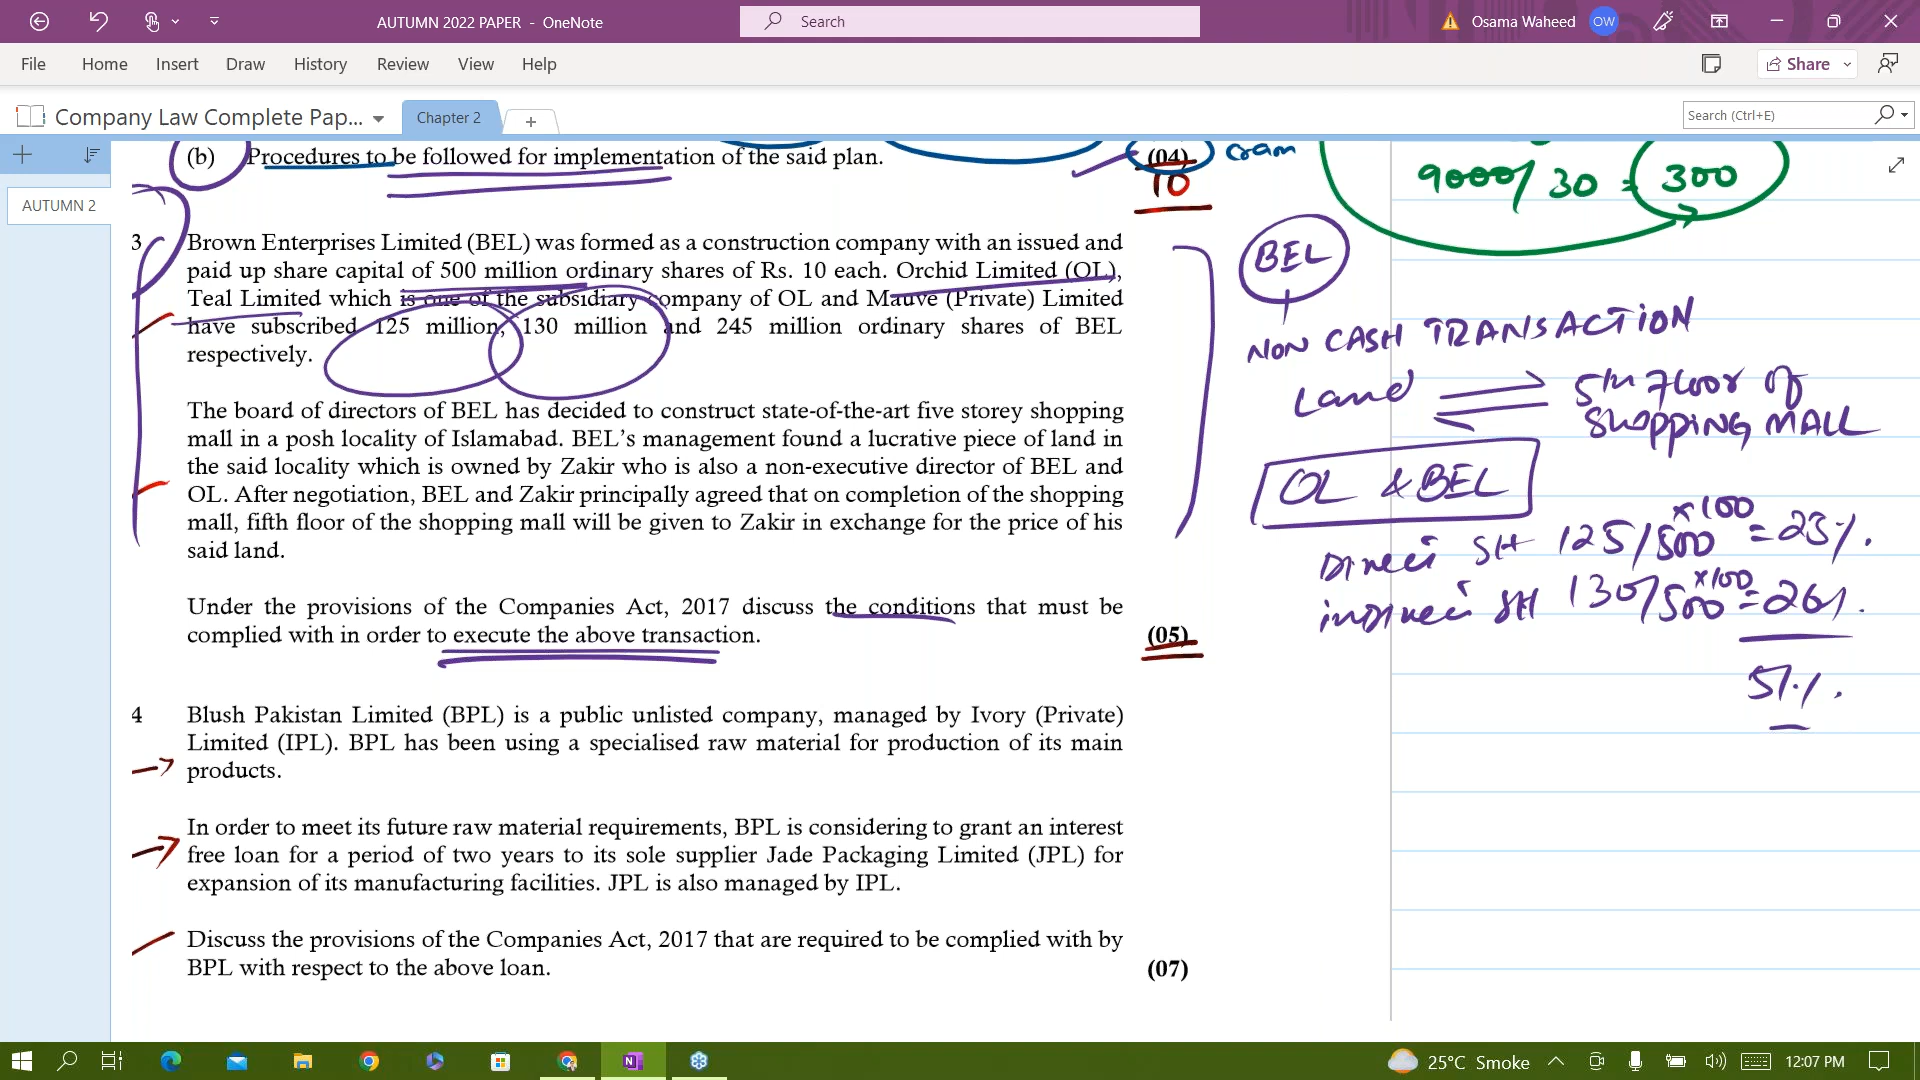 AUTUMN 2022 PAPER - OneNote
Search
Osama Waheed
OW
File Home Insert Draw History Review View Help
Share
Company Law Complete Pap...
Chapter 2
Search (Ctrl+E)
AUTUMN 2
(b) Procedures to be followed for implementation of the said plan. (04)
cram
10
9000/30 = 300
3 Brown Enterprises Limited (BEL) was formed as a construction company with an issued and
paid up share capital of 500 million ordinary shares of Rs. 10 each. Orchid Limited (OL),
Teal Limited which is one of the subsidiary company of OL and Mauve (Private) Limited
have subscribed 125 million, 130 million and 245 million ordinary shares of BEL
respectively.
The board of directors of BEL has decided to construct state-of-the-art five storey shopping
mall in a posh locality of Islamabad. BEL's management found a lucrative piece of land in
the said locality which is owned by Zakir who is also a non-executive director of BEL and
OL. After negotiation, BEL and Zakir principally agreed that on completion of the shopping
mall, fifth floor of the shopping mall will be given to Zakir in exchange for the price of his
said land.
Under the provisions of the Companies Act, 2017 discuss the conditions that must be
complied with in order to execute the above transaction. (05)
BEL
NON CASH TRANSACTION
Land 5th Floor of
Shopping MALL
OL & BEL
Direct SH 125/500 x100 = 25%.
indirect SH 130/500 x100 = 26%.
51%.
4 Blush Pakistan Limited (BPL) is a public unlisted company, managed by Ivory (Private)
Limited (IPL). BPL has been using a specialised raw material for production of its main
products.
In order to meet its future raw material requirements, BPL is considering to grant an interest
free loan for a period of two years to its sole supplier Jade Packaging Limited (JPL) for
expansion of its manufacturing facilities. JPL is also managed by IPL.
Discuss the provisions of the Companies Act, 2017 that are required to be complied with by
BPL with respect to the above loan. (07)
25°C Smoke
12:07 PM